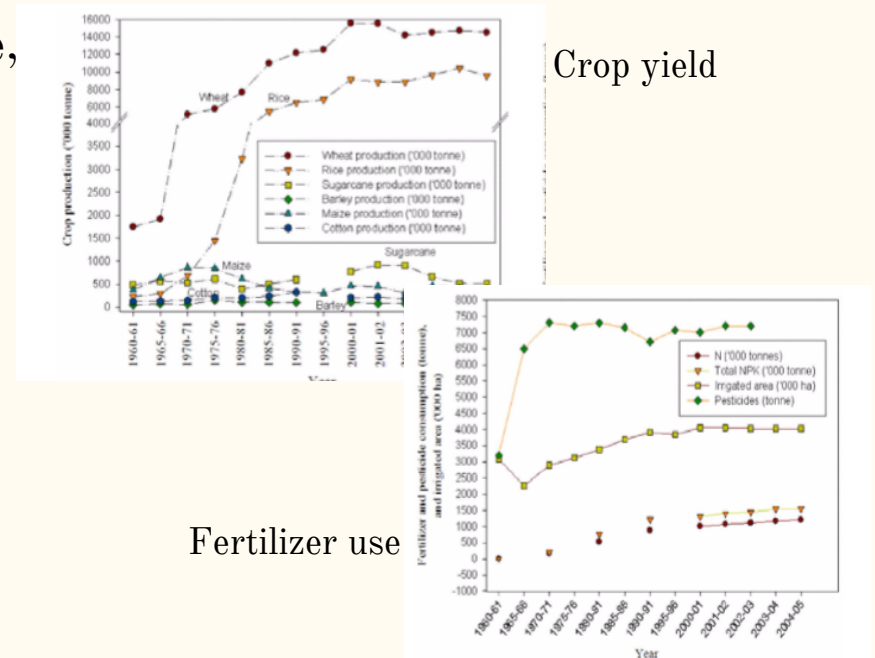 e,
Crop yield
16000
14000
12000
10000
8000
6000
4000
3500
3000
2500
2000
1500
1000
500
0
Crop production ('000 tonne)
Wheat
Rice
Wheat production ('000 tonne)
Rice production ('000 tonne)
Sugarcane production ('000 tonne)
Barley production ('000 tonne)
Maize production ('000 tonne)
Cotton production ('000 tonne)
Sugarcane
Maize
Cotton
Barley
1960-61
1965-66
1970-71
1975-76
1980-81
1985-86
1990-91
1995-96
2000-01
2001-02
Year
Fertilizer use
8000
7500
7000
6500
6000
5500
5000
4500
4000
3500
3000
2500
2000
1500
1000
500
0
-500
-1000
Fertilizer and pesticide consumption (tonne),
and irrigated area ('000 ha)
N ('000 tonnes)
Total NPK ('000 tonne)
Irrigated area ('000 ha)
Pesticides (tonne)
1960-61
1965-66
1970-71
1975-76
1980-81
1985-86
1990-91
1995-96
2000-01
2001-02
2002-03
2003-04
2004-05
Year